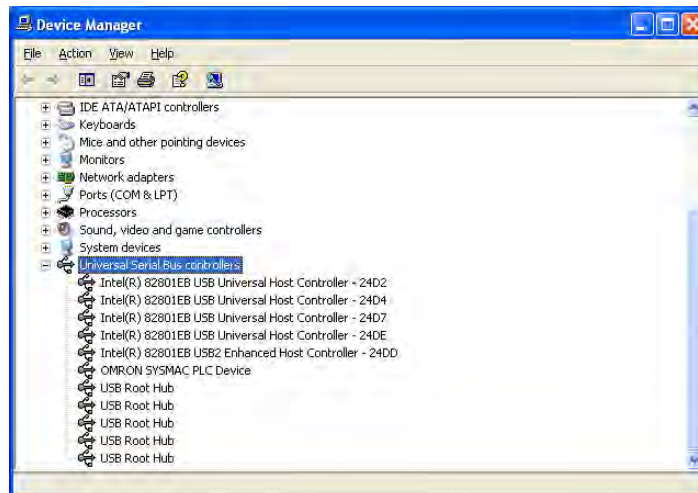 Device Manager
File Action View Help
IDE ATA/ATAPI controllers
Keyboards
Mice and other pointing devices
Monitors
Network adapters
Ports (COM & LPT)
Processors
Sound, video and game controllers
System devices
Universal Serial Bus controllers
Intel(R) 82801EB USB Universal Host Controller - 24D2
Intel(R) 82801EB USB Universal Host Controller - 24D4
Intel(R) 82801EB USB Universal Host Controller - 24D7
Intel(R) 82801EB USB Universal Host Controller - 24DE
Intel(R) 82801EB USB2 Enhanced Host Controller - 24DD
OMRON SYSMAC PLC Device
USB Root Hub
USB Root Hub
USB Root Hub
USB Root Hub
USB Root Hub